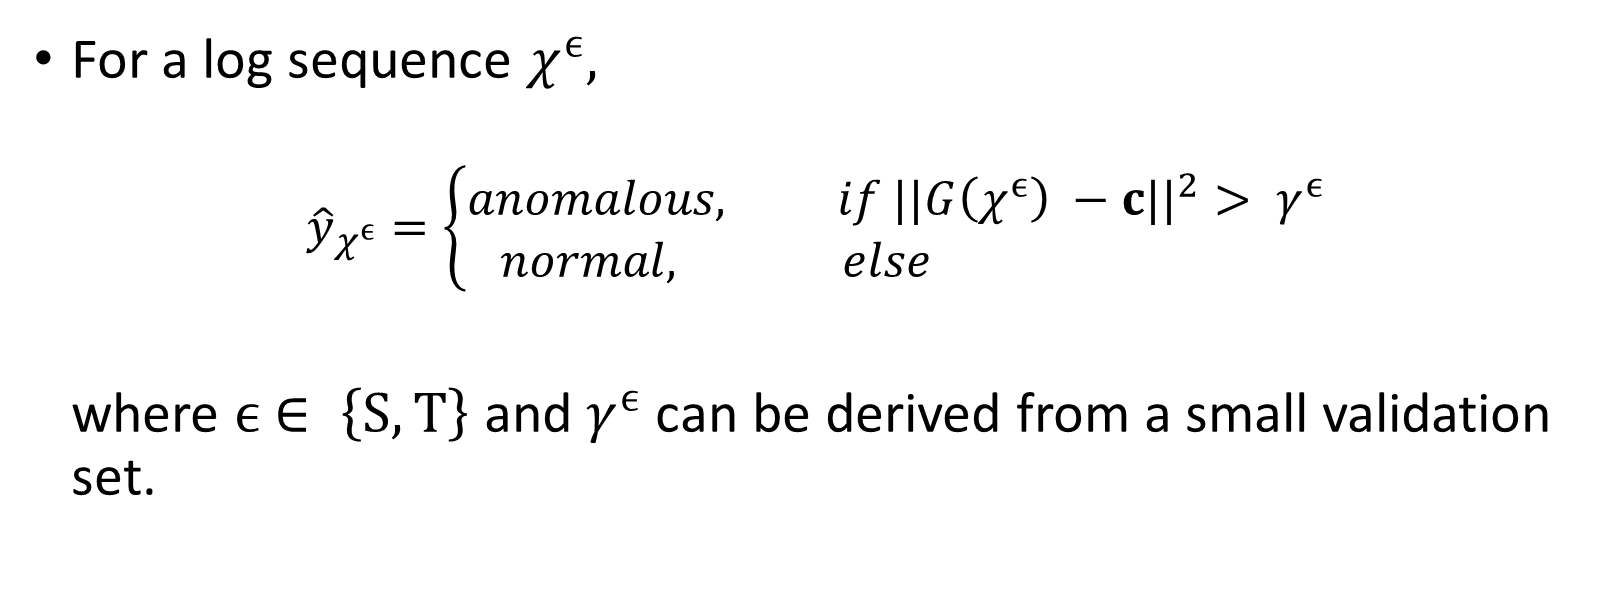 • For a log sequence χ^ϵ,
ŷ_{χ^ϵ} = { anomalous, if ||G(χ^ϵ) − c||² > γ^ϵ
normal, else
where ϵ ∈ {S, T} and γ^ϵ can be derived from a small validation
set.